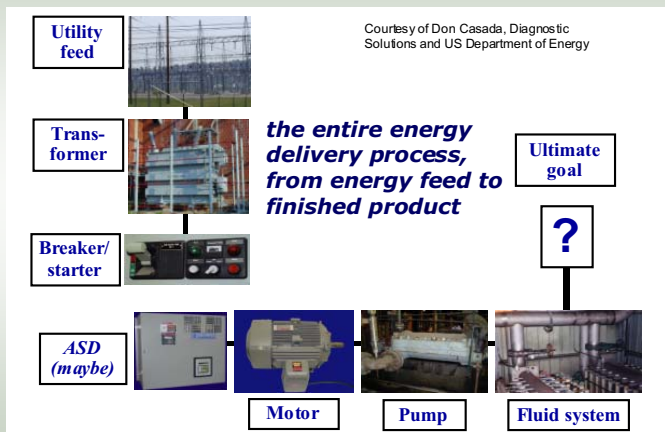 Utility
feed
Courtesy of Don Casada, Diagnostic
Solutions and US Department of Energy
Trans-
former
the entire energy
delivery process,
from energy feed to
finished product
Ultimate
goal
?
Breaker/
starter
ASD
(maybe)
Motor
Pump
Fluid system